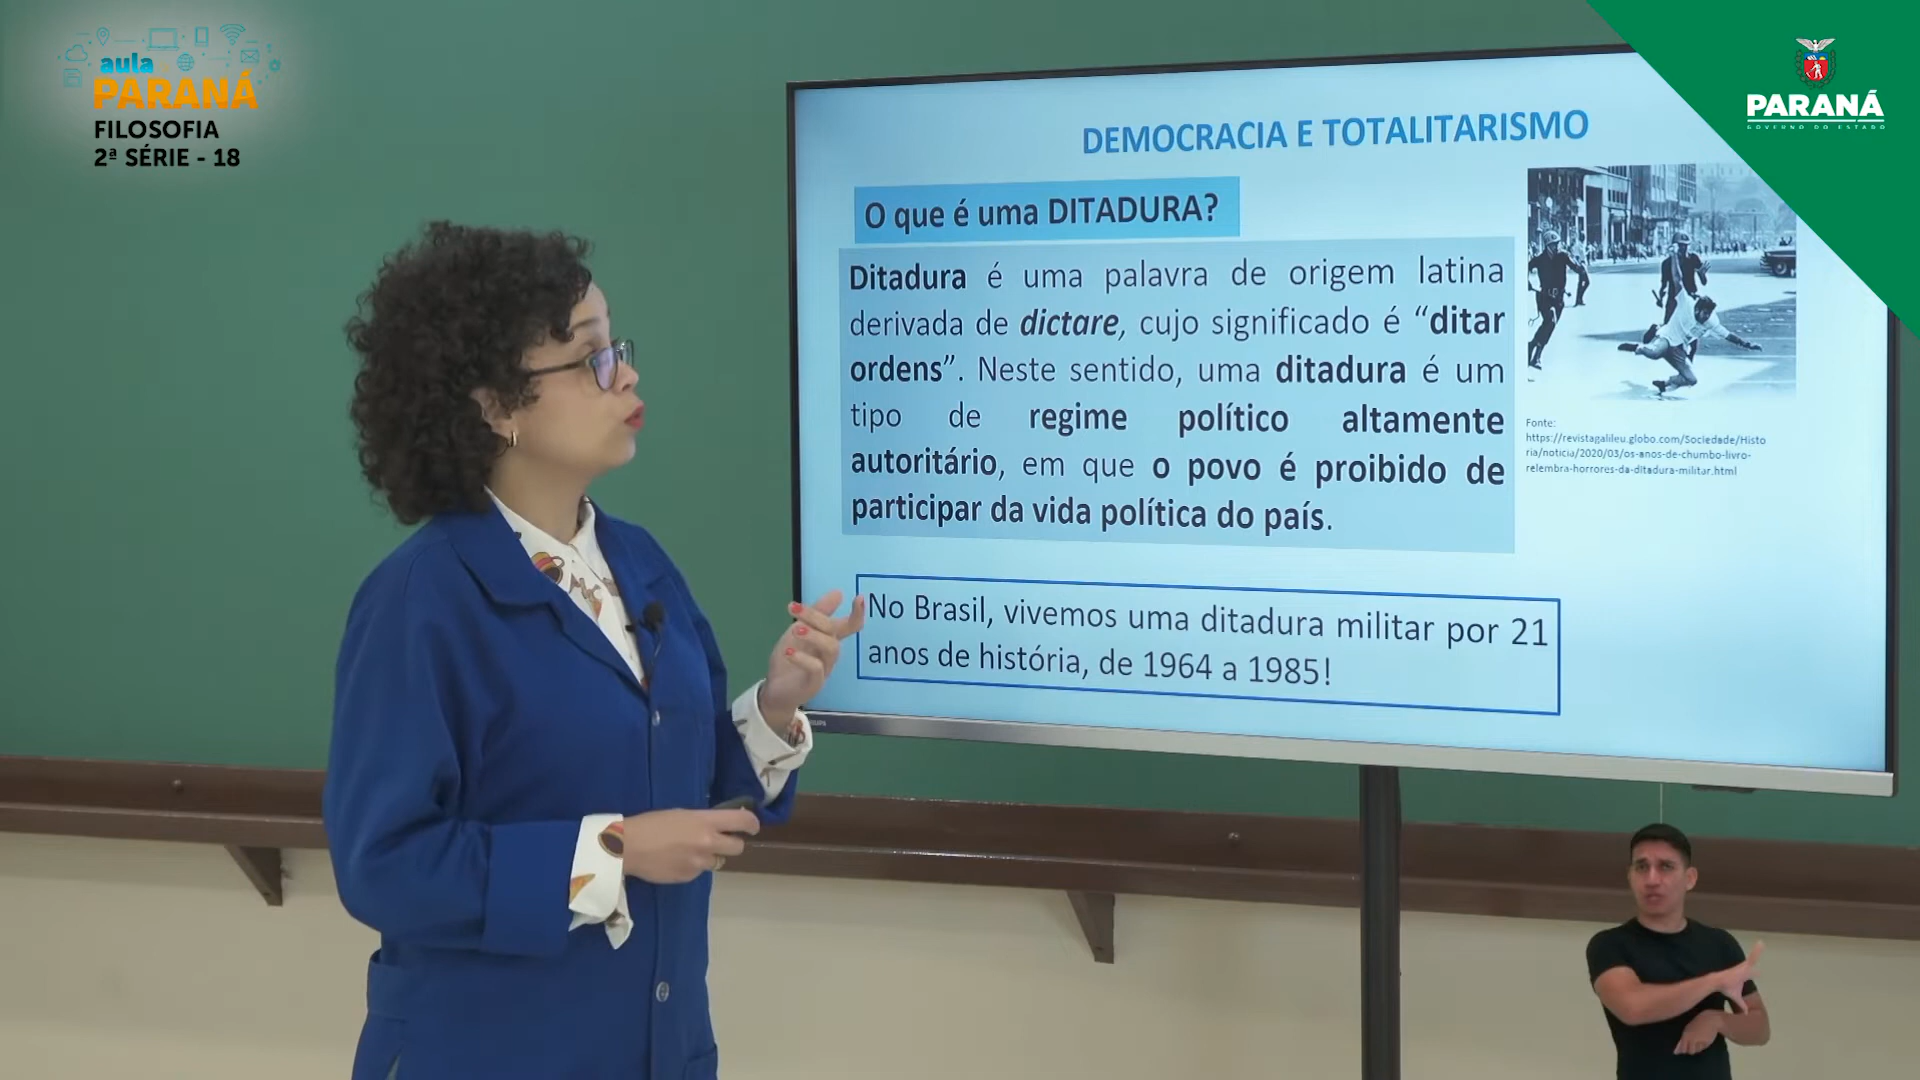 aula
PARANÁ
FILOSOFIA
2ª SÉRIE - 18
PARANÁ
GOVERNO DO ESTADO
DEMOCRACIA E TOTALITARISMO
O que é uma DITADURA?
Ditadura é uma palavra de origem latina
derivada de dictare, cujo significado é “ditar
ordens”. Neste sentido, uma ditadura é um
tipo de regime político altamente
autoritário, em que o povo é proibido de
participar da vida política do país.
Fonte:
https://revistagalileu.globo.com/Sociedade/Histo
ria/noticia/2020/03/os-anos-de-chumbo-livro-
relembra-horrores-da-ditadura-militar.html
No Brasil, vivemos uma ditadura militar por 21
anos de história, de 1964 a 1985!